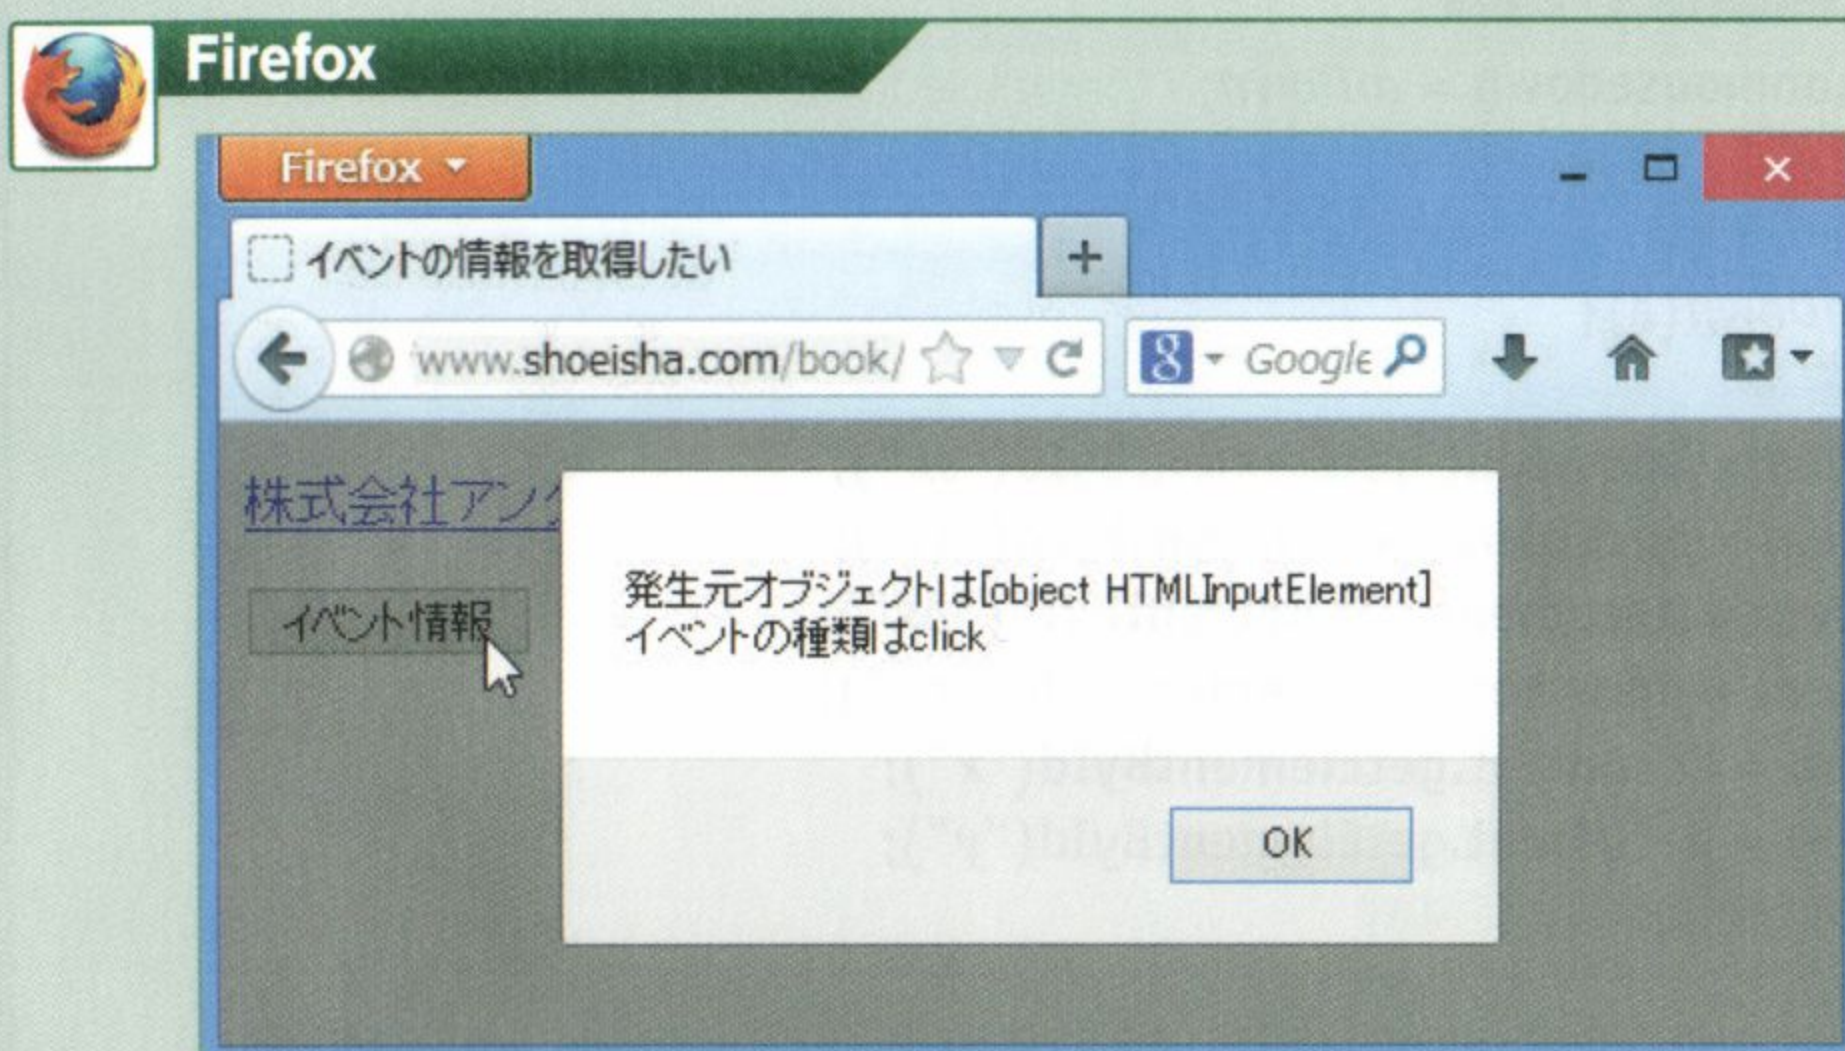 Firefox
Firefox
イベントの情報を取得したい
www.shoeisha.com/book/
Google
株式会社アンク
イベント情報
発生元オブジェクトは[object HTMLInputElement]
イベントの種類はclick
OK